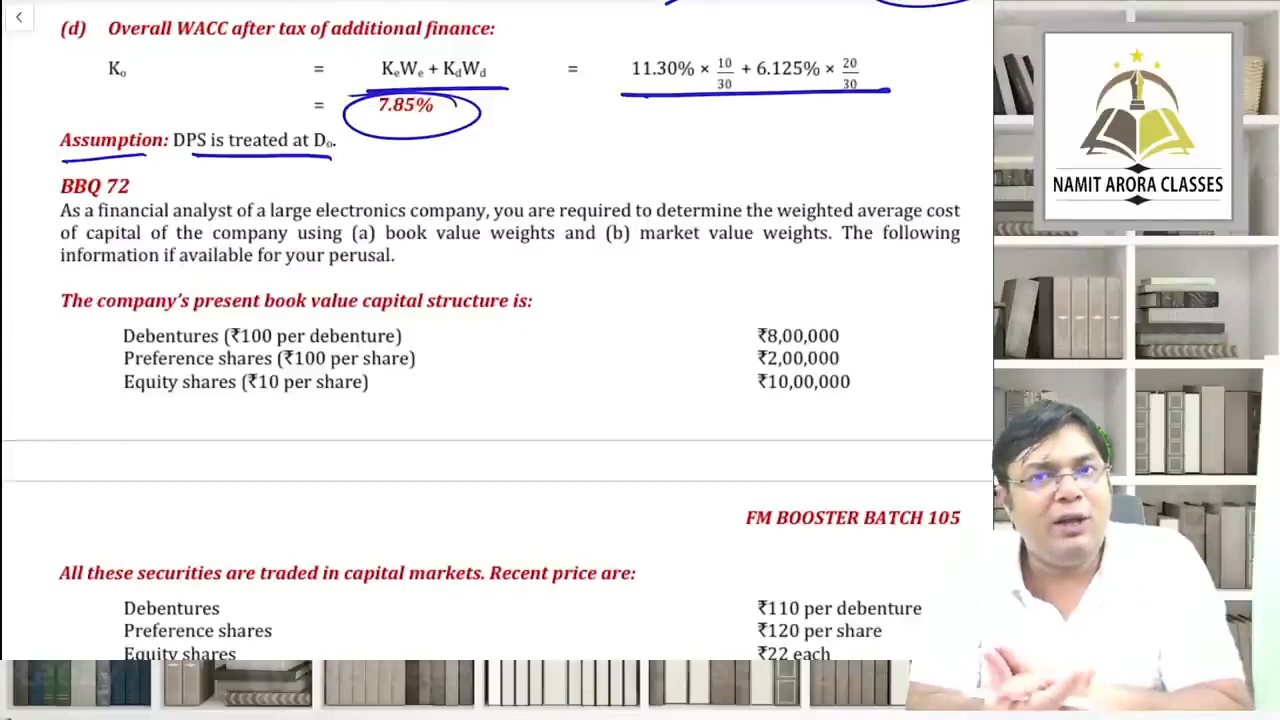 (d) Overall WACC after tax of additional finance:
Kₒ = KₑWₑ + K_dW_d = 11.30% × 10/30 + 6.125% × 20/30
= 7.85%
Assumption: DPS is treated at D₀.
BBQ 72
As a financial analyst of a large electronics company, you are required to determine the weighted average cost
of capital of the company using (a) book value weights and (b) market value weights. The following
information if available for your perusal.
The company's present book value capital structure is:
Debentures (₹100 per debenture) ₹8,00,000
Preference shares (₹100 per share) ₹2,00,000
Equity shares (₹10 per share) ₹10,00,000
FM BOOSTER BATCH 105
All these securities are traded in capital markets. Recent price are:
Debentures ₹110 per debenture
Preference shares ₹120 per share
Equity shares ₹22 each
NAMIT ARORA CLASSES